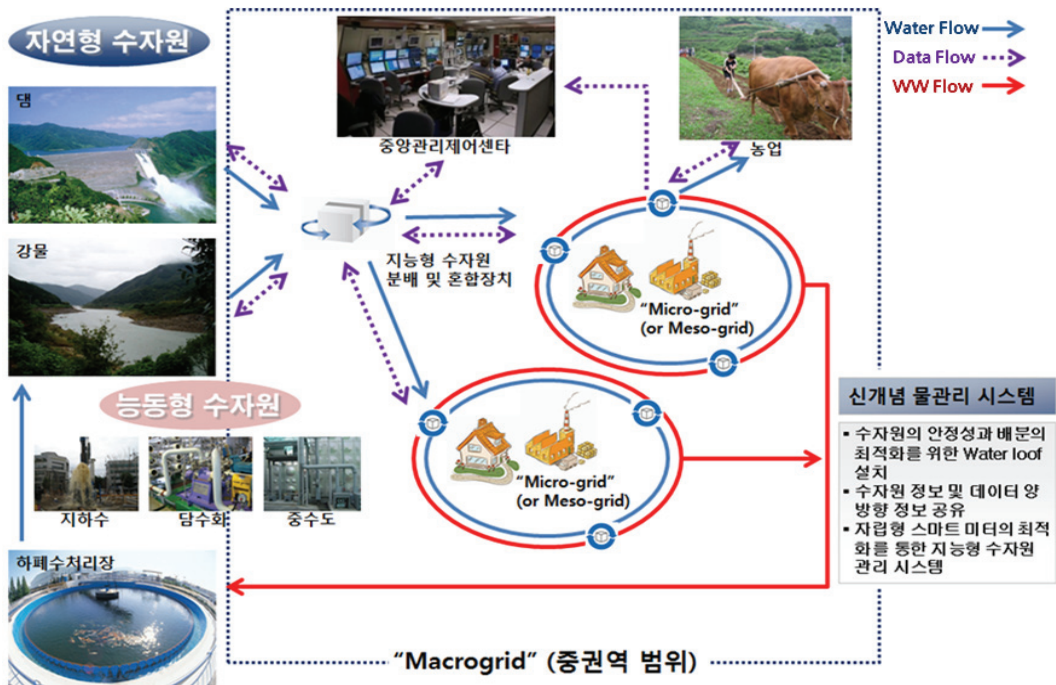 자연형 수자원
댐
강물
능동형 수자원
지하수
담수화
중수도
하폐수처리장
중앙관리제어센타
농업
Water Flow
Data Flow
WW Flow
지능형 수자원
분배 및 혼합장치
“Micro-grid”
(or Meso-grid)
“Micro-grid”
(or Meso-grid)
신개념 물관리 시스템
▪ 수자원의 안정성과 배분의
최적화를 위한 Water loof
설치
▪ 수자원 정보 및 데이터 양
방향 정보 공유
▪ 자립형 스마트 미터의 최적
화를 통한 지능형 수자원
관리 시스템
“Macrogrid” (중권역 범위)